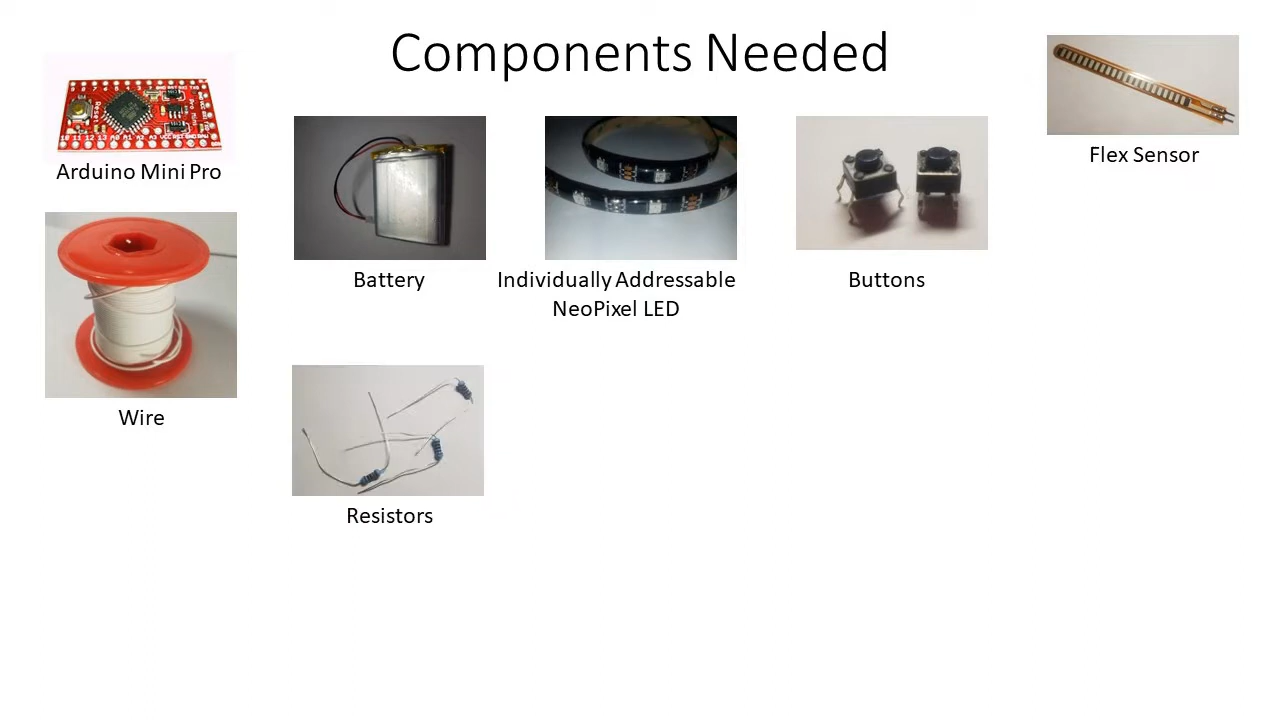 Components Needed
Arduino Mini Pro
Flex Sensor
Battery
Individually Addressable
NeoPixel LED
Buttons
Wire
Resistors